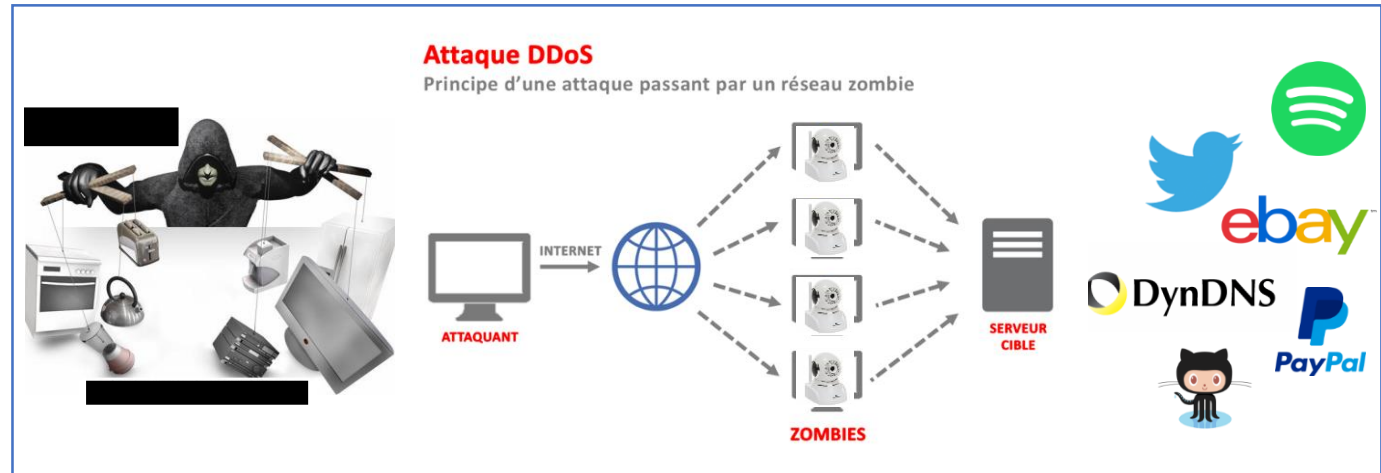 Attaque DDoS
Principe d'une attaque passant par un réseau zombie
INTERNET
ATTAQUANT
ZOMBIES
SERVEUR
CIBLE
ebay
DynDNS
PayPal